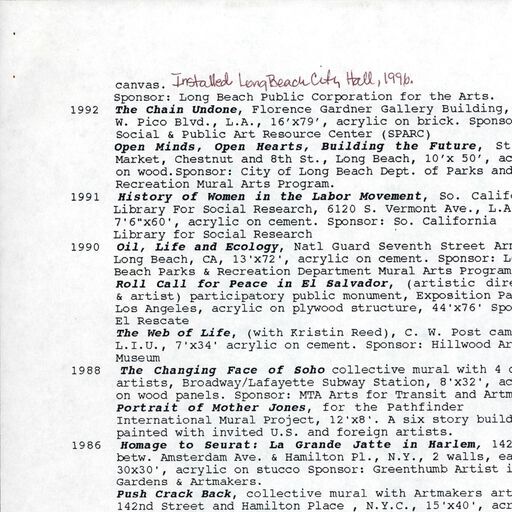 canvas. Installed Long Beach City Hall, 1996.
Sponsor: Long Beach Public Corporation for the Arts.
1992 The Chain Undone, Florence Gardner Gallery Building,
W. Pico Blvd., L.A., 16'x79', acrylic on brick. Sponso
Social & Public Art Resource Center (SPARC)
Open Minds, Open Hearts, Building the Future, St
Market, Chestnut and 8th St., Long Beach, 10'x 50', ac
on wood.Sponsor: City of Long Beach Dept. of Parks and
Recreation Mural Arts Program.
1991 History of Women in the Labor Movement, So. Calif
Library For Social Research, 6120 S. Vermont Ave., L.A
7'6"x60', acrylic on cement. Sponsor: So. California
Library for Social Research
1990 Oil, Life and Ecology, Natl Guard Seventh Street Arm
Long Beach, CA, 13'x72', acrylic on cement. Sponsor: L
Beach Parks & Recreation Department Mural Arts Program
Roll Call for Peace in El Salvador, (artistic dire
& artist) participatory public monument, Exposition Pa
Los Angeles, acrylic on plywood structure, 44'x76' Spo
El Rescate
The Web of Life, (with Kristin Reed), C. W. Post cam
L.I.U., 7'x34' acrylic on cement. Sponsor: Hillwood Ar
Museum
1988 The Changing Face of Soho collective mural with 4 o
artists, Broadway/Lafayette Subway Station, 8'x32', ac
on wood panels. Sponsor: MTA Arts for Transit and Artm
Portrait of Mother Jones, for the Pathfinder
International Mural Project, 12'x8'. A six story build
painted with invited U.S. and foreign artists.
1986 Homage to Seurat: La Grande Jatte in Harlem, 142
betw. Amsterdam Ave. & Hamilton Pl., N.Y., 2 walls, ea
30x30', acrylic on stucco Sponsor: Greenthumb Artist i
Gardens & Artmakers.
Push Crack Back, collective mural with Artmakers art
142nd Street and Hamilton Place , N.Y.C., 15'x40', acr